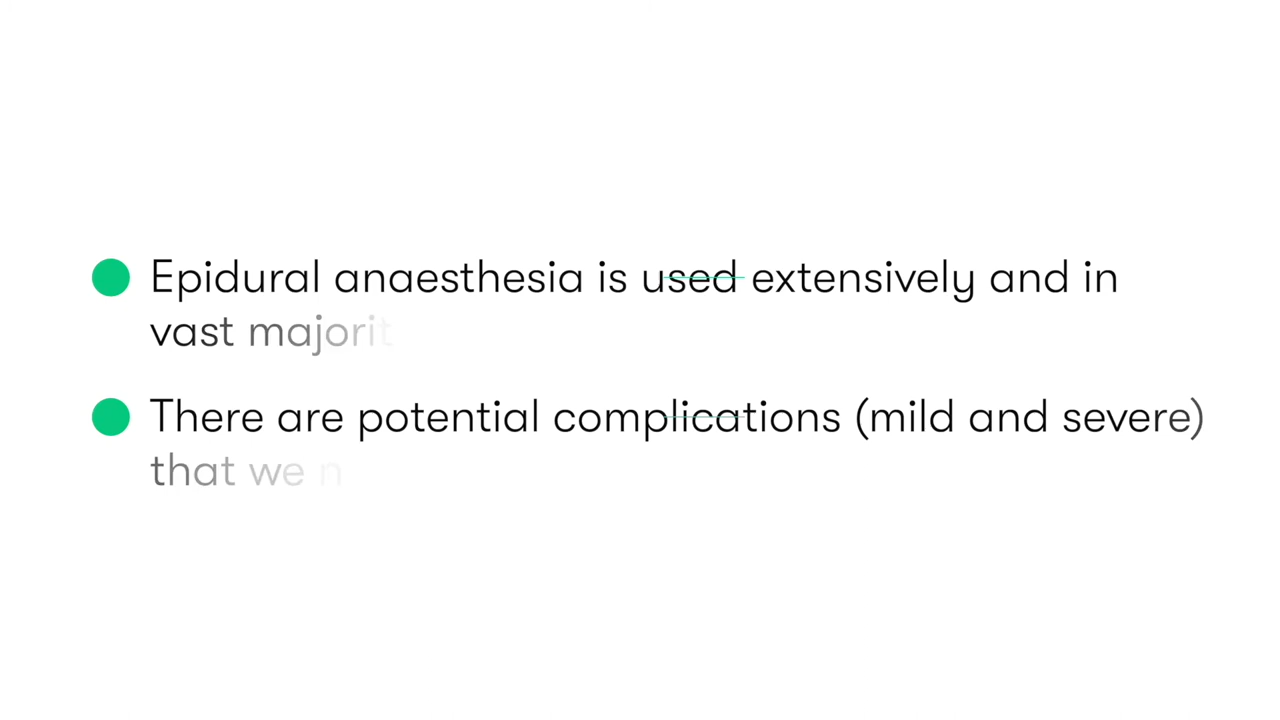 Epidural anaesthesia is used extensively and in
vast majorit
There are potential complications (mild and severe)
that we n